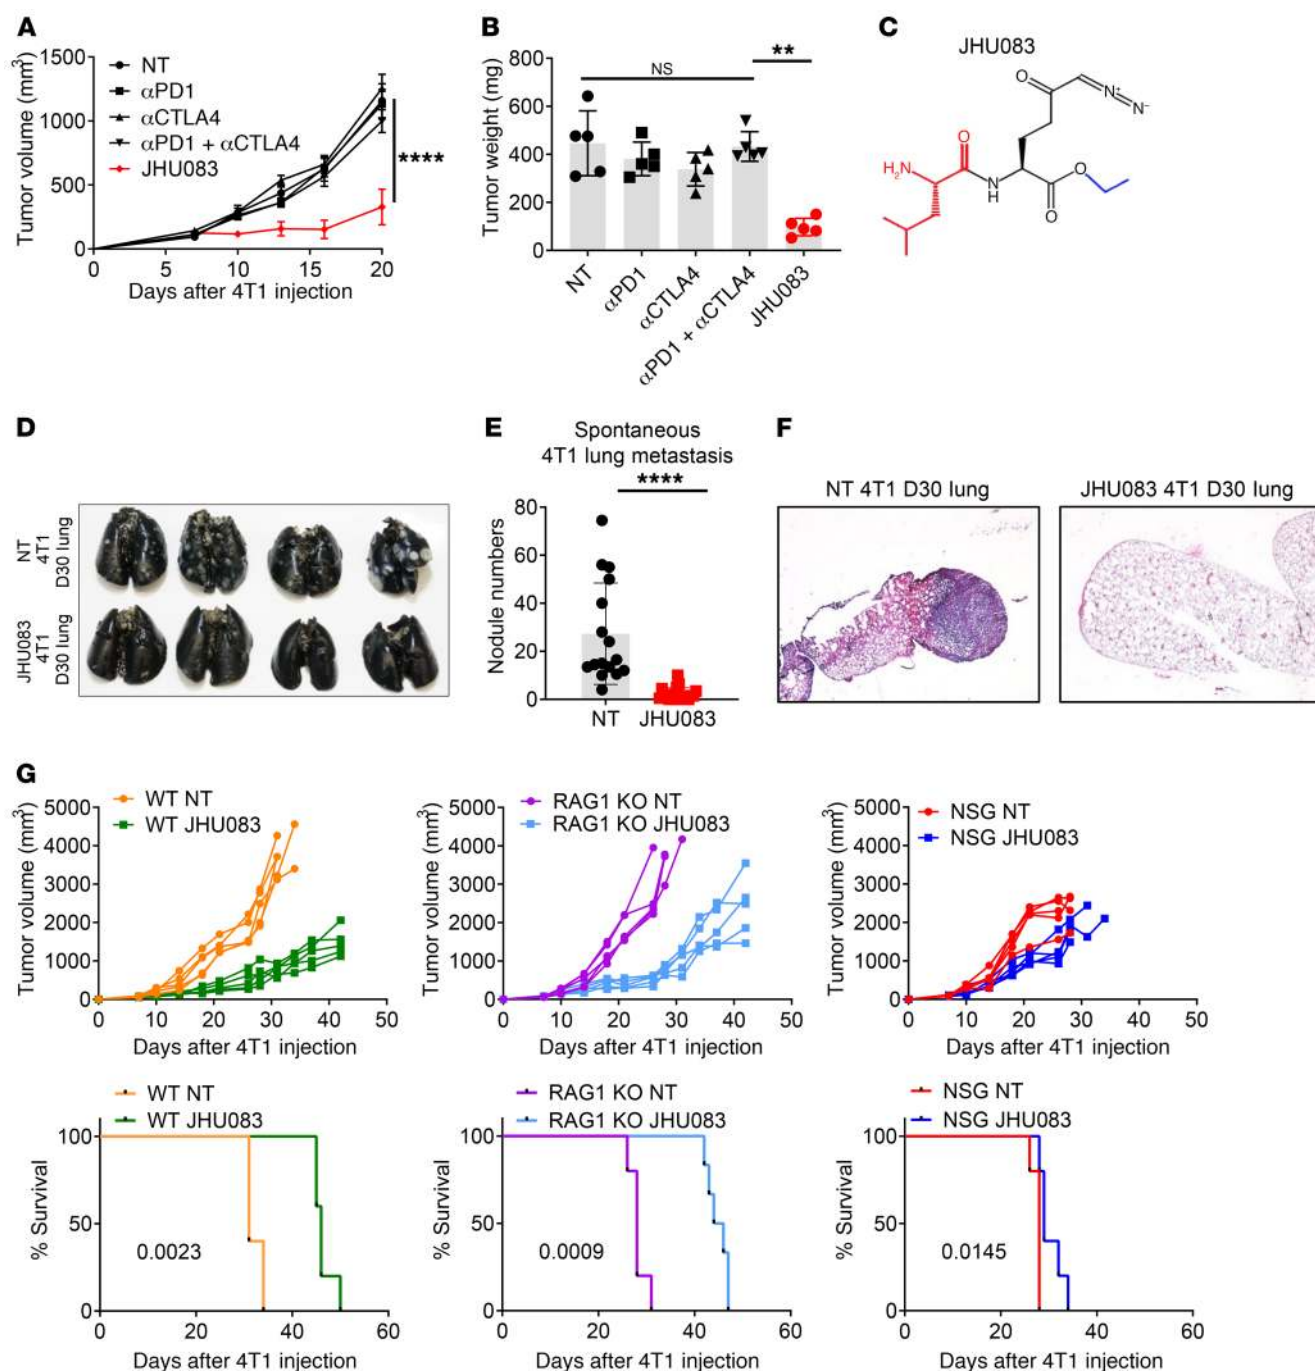 A
Tumor volume (mm³)
1500
1000
500
0
NT
αPD1
αCTLA4
αPD1 + αCTLA4
JHU083
****
0 5 10 15 20
Days after 4T1 injection
B
Tumor weight (mg)
800
600
400
200
0
NS
**
NT
αPD1
αCTLA4
αPD1 + αCTLA4
JHU083
C
JHU083
O
N⁺
N⁻
O
H₂N
N
H
O
O
D
NT
4T1
D30 lung
JHU083
4T1
D30 lung
E
Spontaneous
4T1 lung metastasis
****
Nodule numbers
80
60
40
20
0
NT JHU083
F
NT 4T1 D30 lung
JHU083 4T1 D30 lung
G
WT NT
WT JHU083
Tumor volume (mm³)
5000
4000
3000
2000
1000
0
0 10 20 30 40 50
Days after 4T1 injection
RAG1 KO NT
RAG1 KO JHU083
Tumor volume (mm³)
5000
4000
3000
2000
1000
0
0 10 20 30 40 50
Days after 4T1 injection
NSG NT
NSG JHU083
Tumor volume (mm³)
5000
4000
3000
2000
1000
0
0 10 20 30 40 50
Days after 4T1 injection
WT NT
WT JHU083
% Survival
100
50
0
0.0023
0 20 40 60
Days after 4T1 injection
RAG1 KO NT
RAG1 KO JHU083
% Survival
100
50
0
0.0009
0 20 40 60
Days after 4T1 injection
NSG NT
NSG JHU083
% Survival
100
50
0
0.0145
0 20 40 60
Days after 4T1 injection